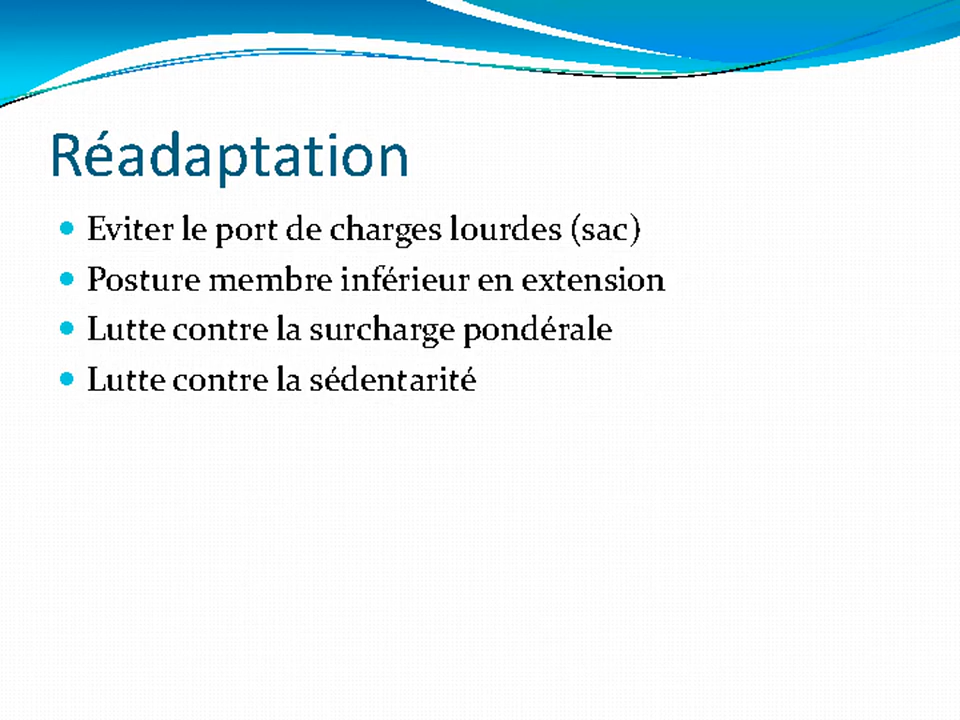 Réadaptation
Eviter le port de charges lourdes (sac)
Posture membre inférieur en extension
Lutte contre la surcharge pondérale
Lutte contre la sédentarité